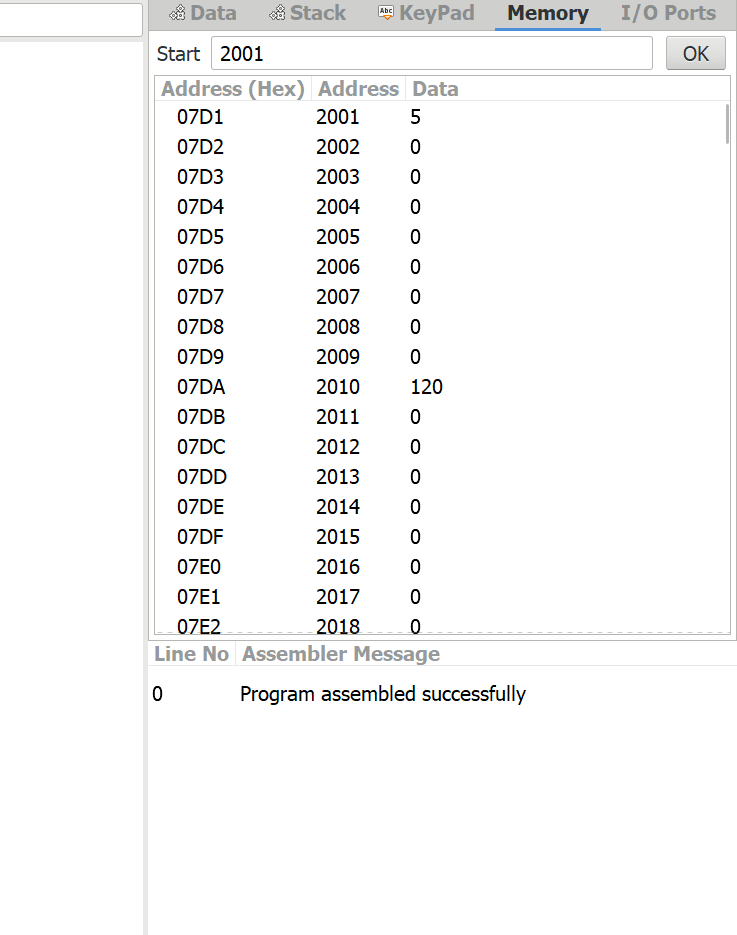 Data Stack KeyPad Memory I/O Ports
Start 2001 OK
Address (Hex) Address Data
07D1 2001 5
07D2 2002 0
07D3 2003 0
07D4 2004 0
07D5 2005 0
07D6 2006 0
07D7 2007 0
07D8 2008 0
07D9 2009 0
07DA 2010 120
07DB 2011 0
07DC 2012 0
07DD 2013 0
07DE 2014 0
07DF 2015 0
07E0 2016 0
07E1 2017 0
07E2 2018 0
Line No Assembler Message
0 Program assembled successfully